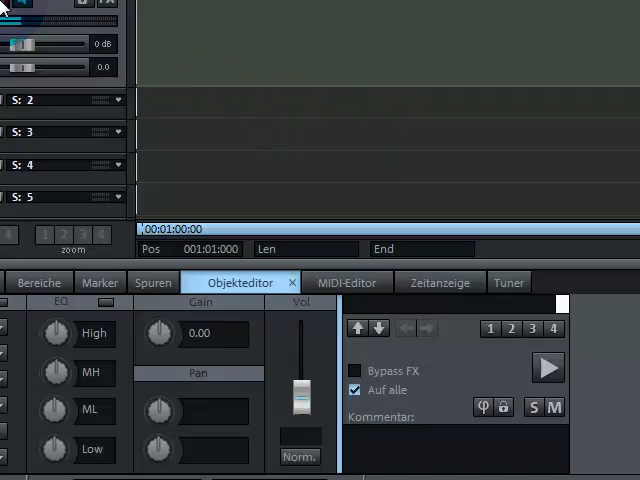 FX
0 dB
0.0
S: 2
S: 3
S: 4
S: 5
4 1 2 3 4
zoom
00:01:00:00
Pos 001:01:000 Len End
Bereiche Marker Spuren Objekteditor × MIDI-Editor Zeitanzeige Tuner
EQ Gain Vol
High 0.00
1 2 3 4
MH Pan
Bypass FX
Auf alle
ML
φ S M
Kommentar:
Low
Norm.